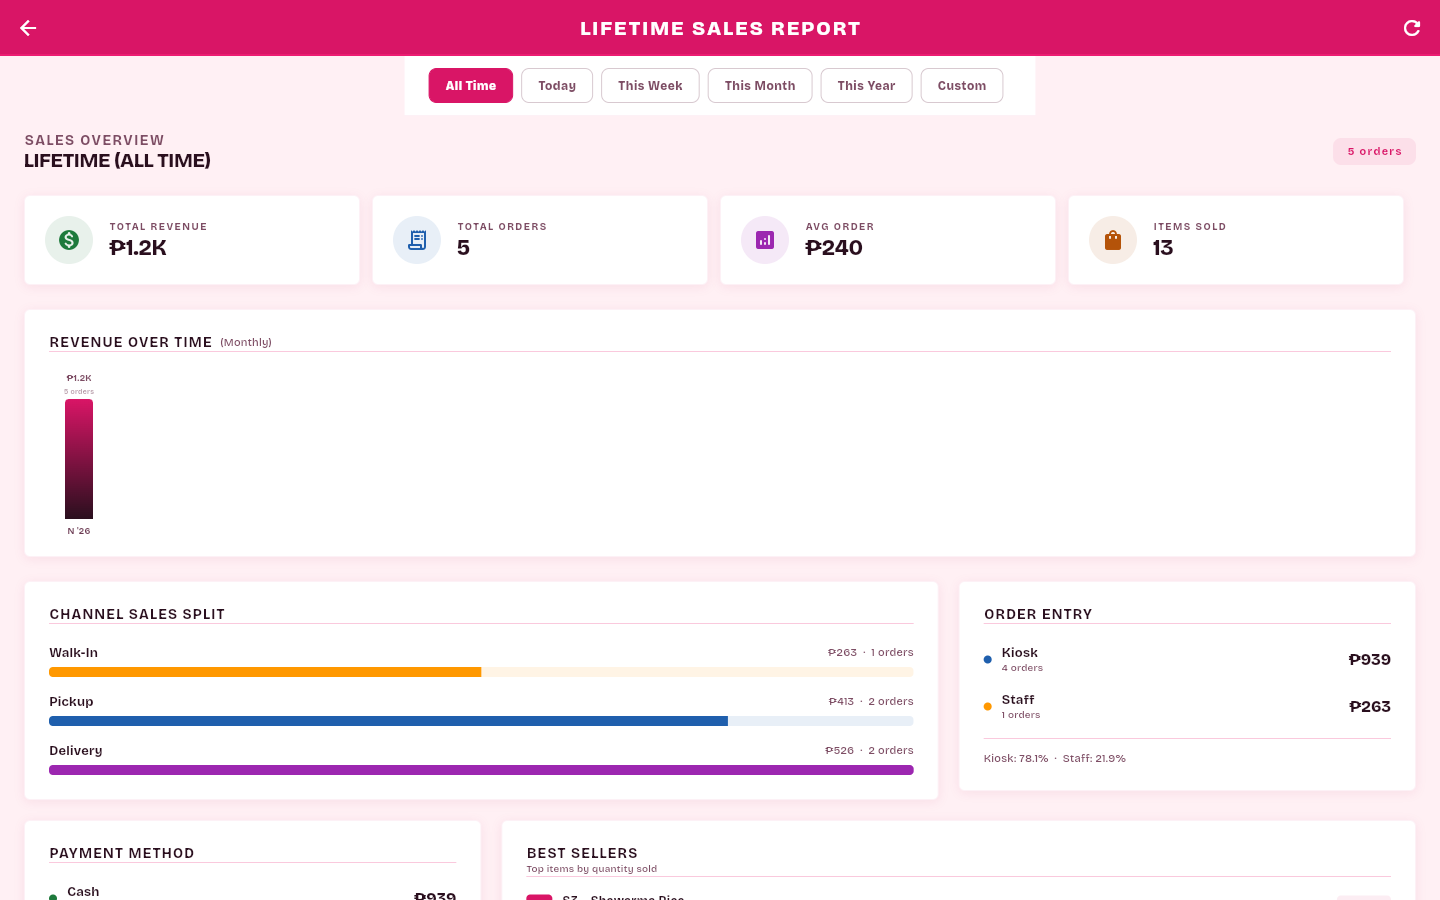 LIFETIME SALES REPORT
All Time
Today
This Week
This Month
This Year
Custom
SALES OVERVIEW
LIFETIME (ALL TIME)
5 orders
TOTAL REVENUE
₱1.2K
TOTAL ORDERS
5
AVG ORDER
₱240
ITEMS SOLD
13
REVENUE OVER TIME (Monthly)
₱1.2K
5 orders
N '26
CHANNEL SALES SPLIT
Walk-In ₱263 · 1 orders
Pickup ₱413 · 2 orders
Delivery ₱526 · 2 orders
ORDER ENTRY
Kiosk
4 orders
₱939
Staff
1 orders
₱263
Kiosk: 78.1% · Staff: 21.9%
PAYMENT METHOD
Cash
₱939
BEST SELLERS
Top items by quantity sold